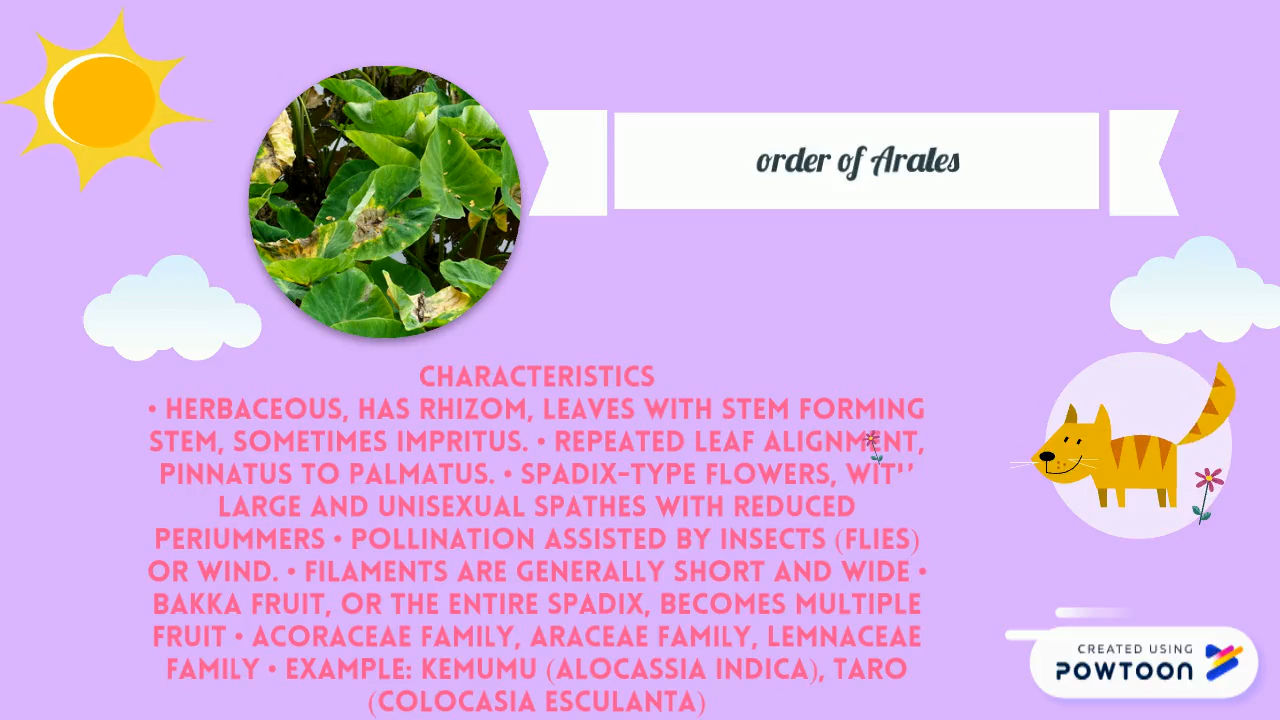 order of Arales
CHARACTERISTICS
• HERBACEOUS, HAS RHIZOM, LEAVES WITH STEM FORMING
STEM, SOMETIMES IMPRITUS. • REPEATED LEAF ALIGNMENT,
PINNATUS TO PALMATUS. • SPADIX-TYPE FLOWERS, WITH
LARGE AND UNISEXUAL SPATHES WITH REDUCED
PERIUMMERS • POLLINATION ASSISTED BY INSECTS (FLIES)
OR WIND. • FILAMENTS ARE GENERALLY SHORT AND WIDE •
BAKKA FRUIT, OR THE ENTIRE SPADIX, BECOMES MULTIPLE
FRUIT • ACORACEAE FAMILY, ARACEAE FAMILY, LEMNACEAE
FAMILY • EXAMPLE: KEMUMU (ALOCASSIA INDICA), TARO
(COLOCASIA ESCULANTA)
CREATED USING
POWTOON